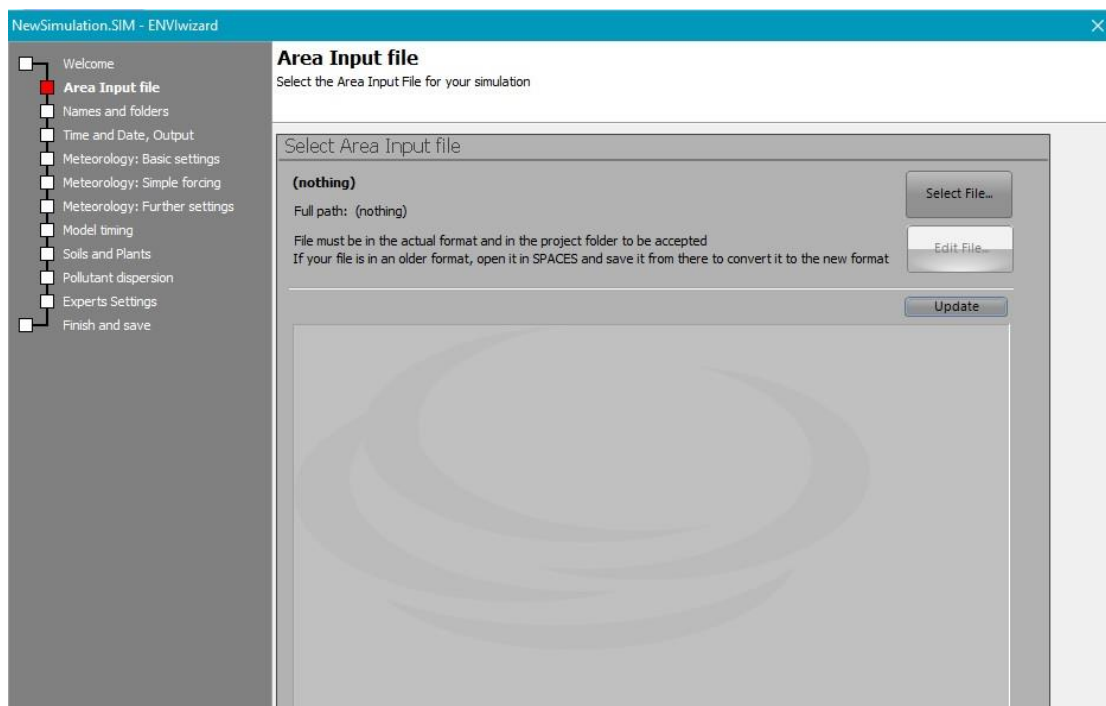 NewSimulation.SIM - ENVIwizard
Welcome
Area Input file
Names and folders
Time and Date, Output
Meteorology: Basic settings
Meteorology: Simple forcing
Meteorology: Further settings
Model timing
Soils and Plants
Pollutant dispersion
Experts Settings
Finish and save
Area Input file
Select the Area Input File for your simulation
Select Area Input file
(nothing)
Select File...
Full path: (nothing)
File must be in the actual format and in the project folder to be accepted
Edit File...
If your file is in an older format, open it in SPACES and save it from there to convert it to the new format
Update